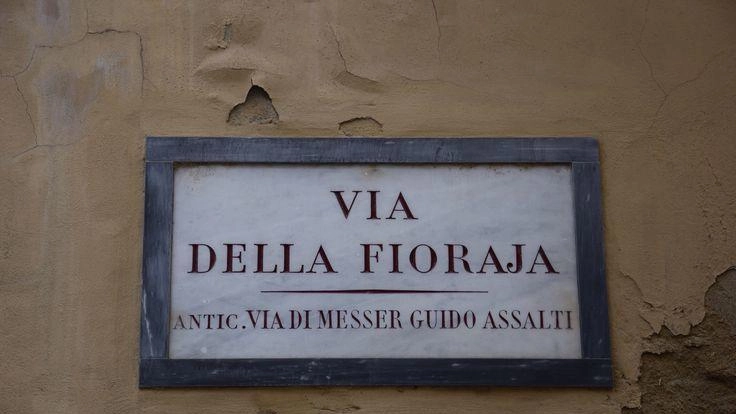 VIA
DELLA FIORAJA
ANTIC. VIA DI MESSER GUIDO ASSALTI